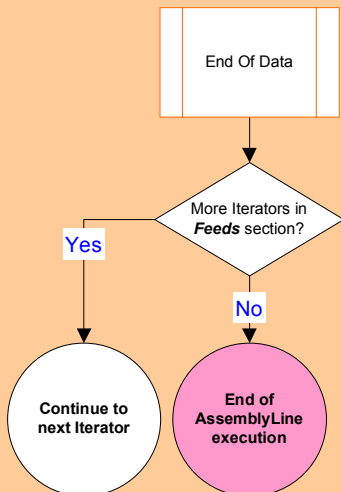 End Of Data
More Iterators in
Feeds section?
Yes
No
Continue to
next Iterator
End of
AssemblyLine
execution